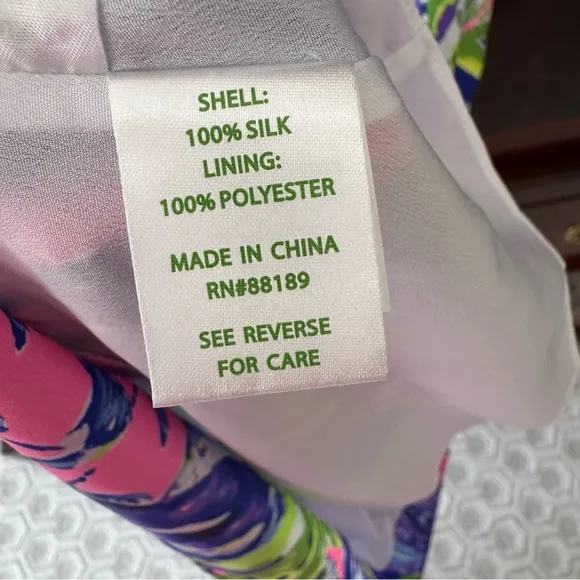 SHELL:
100% SILK
LINING:
100% POLYESTER
MADE IN CHINA
RN#88189
SEE REVERSE
FOR CARE